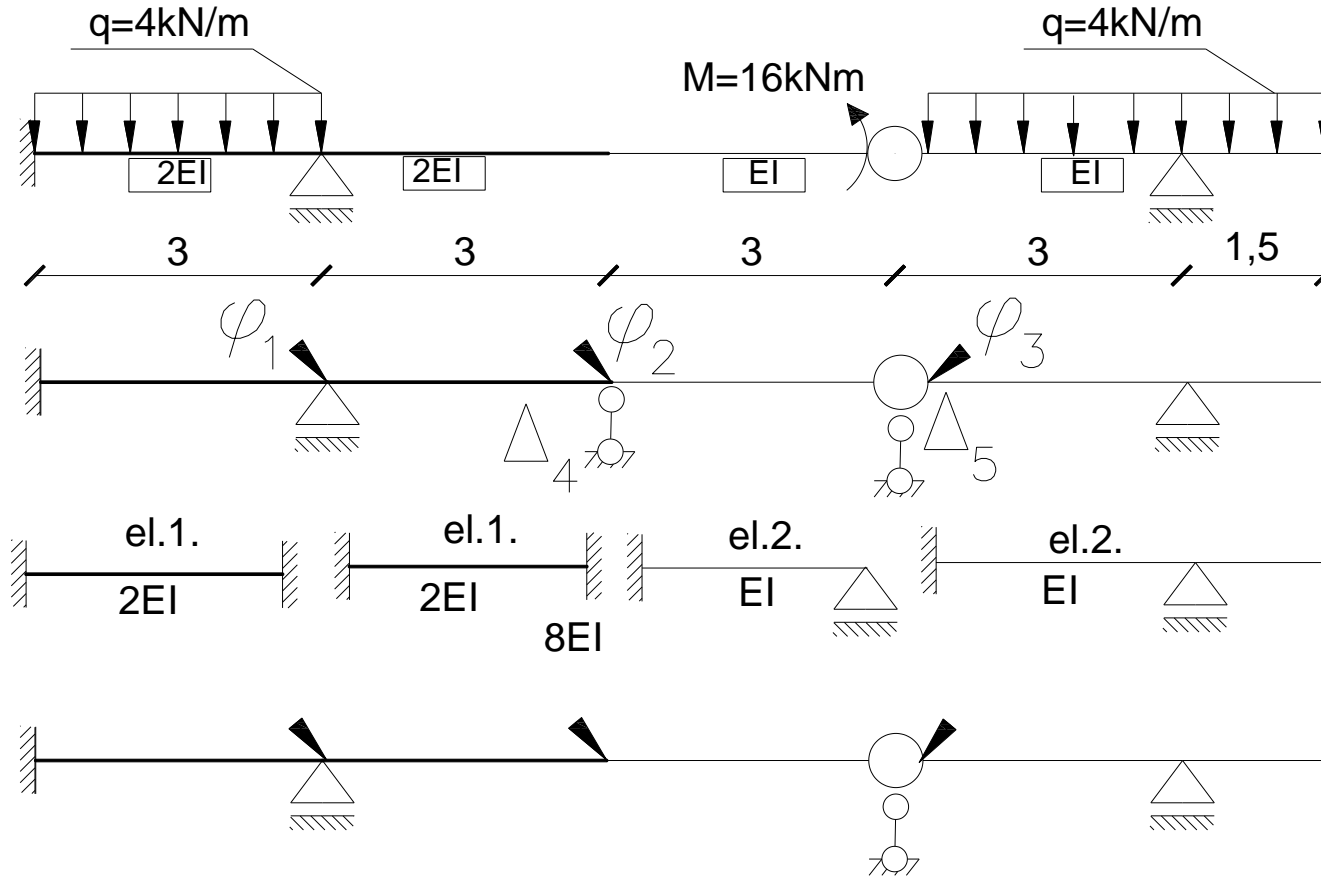 q=4kN/m q=4kN/m
M=16kNm
2EI 2EI EI EI
3 3 3 3 1,5
φ1 φ2 φ3
Δ4 Δ5
el.1. el.1. el.2. el.2.
2EI 2EI EI EI
8EI